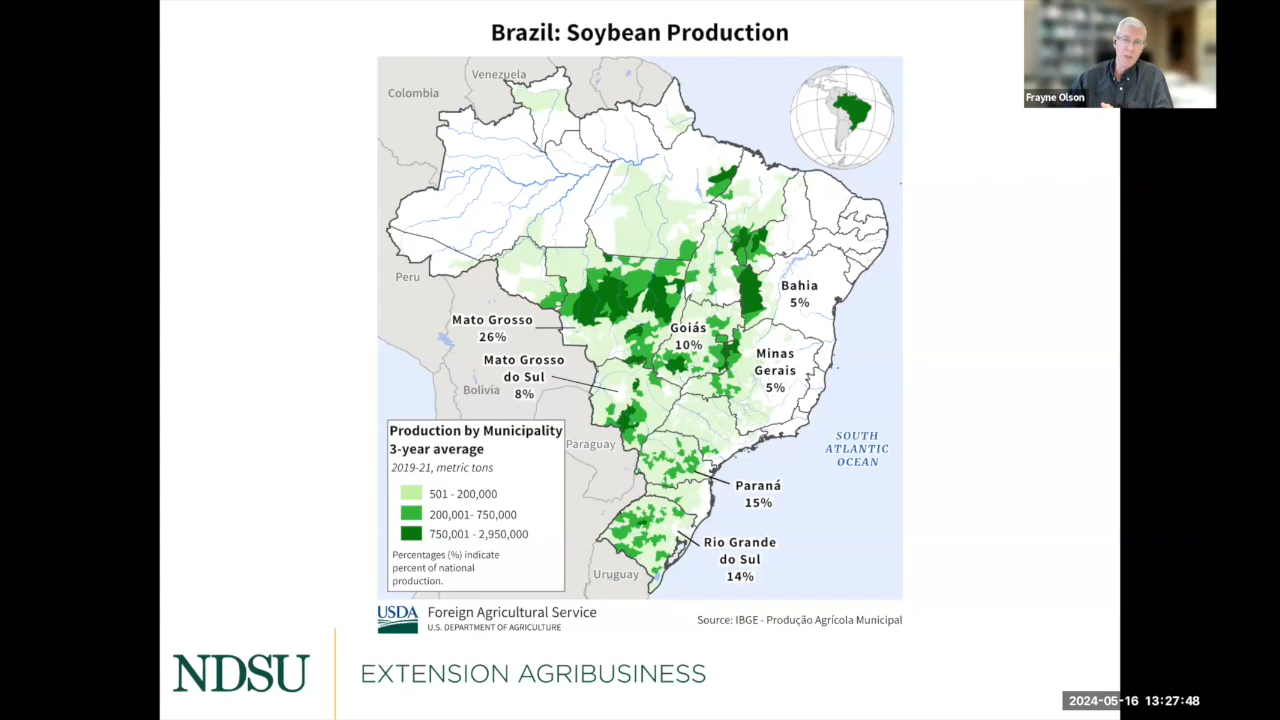 Brazil: Soybean Production
Frayne Olson
Venezuela
Colombia
Peru
Bahia
5%
Mato Grosso
26%
Goiás
10%
Mato Grosso
do Sul
8%
Minas
Gerais
5%
Bolivia
Paraguay
SOUTH
ATLANTIC
OCEAN
Production by Municipality
3-year average
2019-21, metric tons
501 - 200,000
200,001- 750,000
750,001 - 2,950,000
Percentages (%) indicate
percent of national
production.
Paraná
15%
Rio Grande
do Sul
14%
Uruguay
USDA
Foreign Agricultural Service
U.S. DEPARTMENT OF AGRICULTURE
Source: IBGE - Produção Agrícola Municipal
NDSU
EXTENSION AGRIBUSINESS
2024-05-16 13:27:48